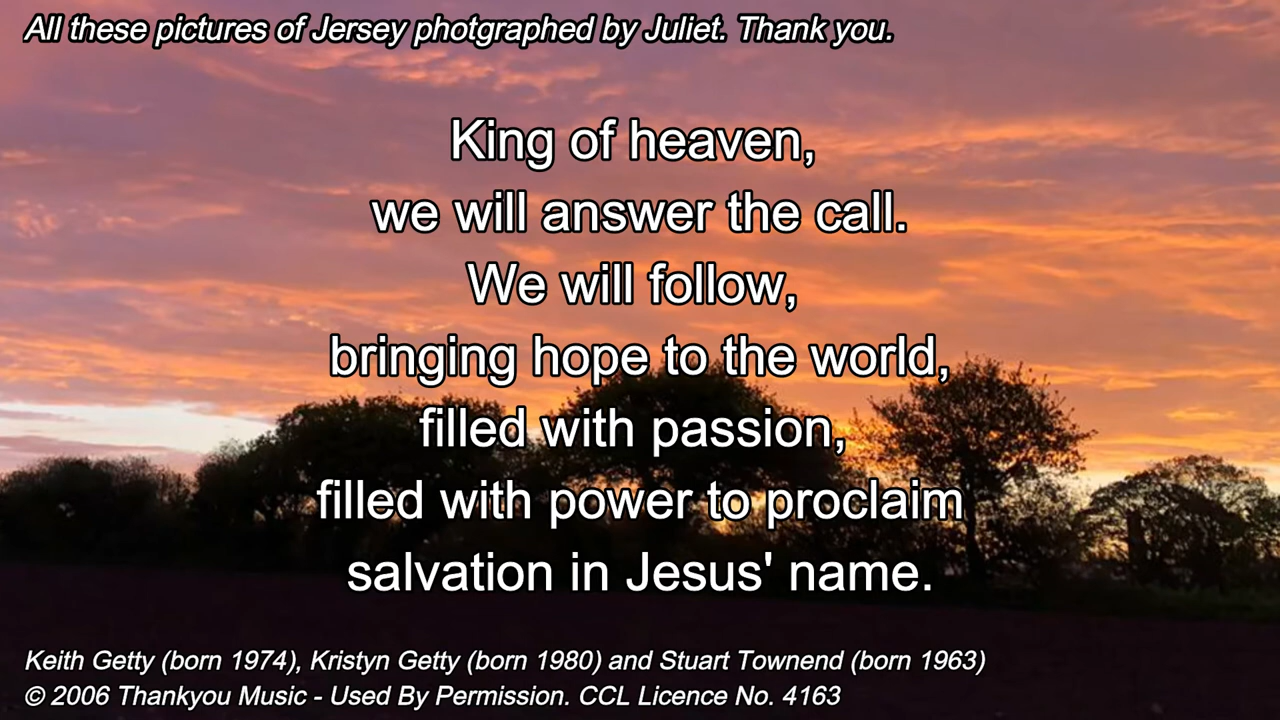 All these pictures of Jersey photgraphed by Juliet. Thank you.
King of heaven,
we will answer the call.
We will follow,
bringing hope to the world,
filled with passion,
filled with power to proclaim
salvation in Jesus' name.
Keith Getty (born 1974), Kristyn Getty (born 1980) and Stuart Townend (born 1963)
© 2006 Thankyou Music - Used By Permission. CCL Licence No. 4163